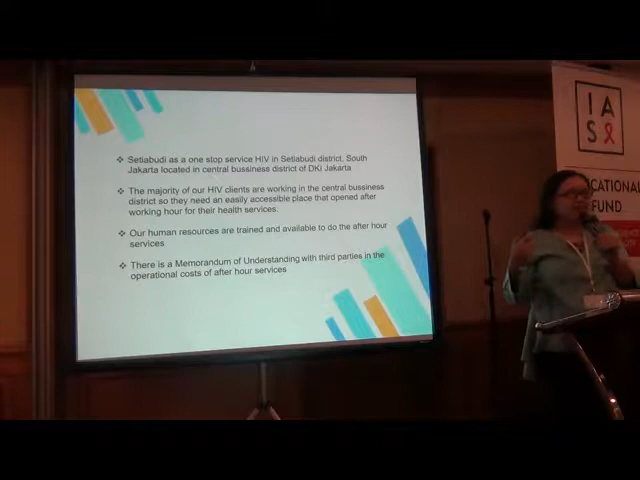 ❖ Setiabudi as a one stop service HIV in Setiabudi district, South
Jakarta located in central bussiness district of DKI Jakarta
❖ The majority of our HIV clients are working in the central bussiness
district so they need an easily accessible place that opened after
working hour for their health services.
❖ Our human resources are trained and available to do the after hour
services
❖ There is a Memorandum of Understanding with third parties in the
operational costs of after hour services
IA
S
CATIONAL
FUND